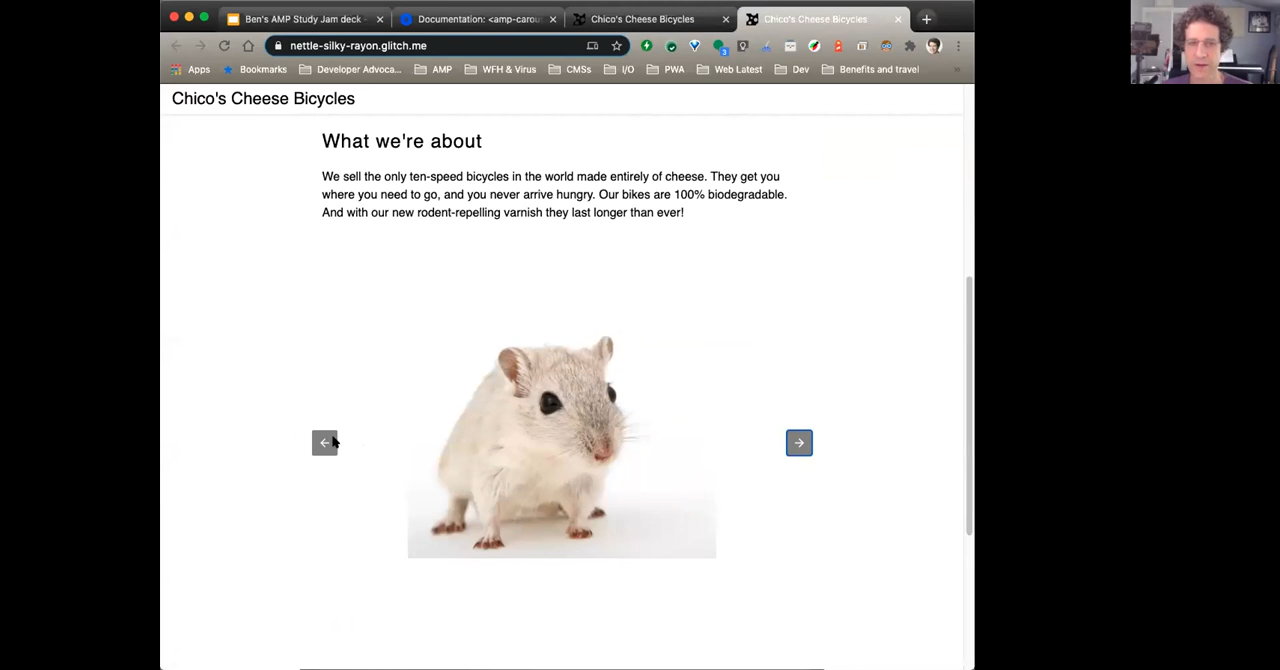 Ben's AMP Study Jam deck -
Documentation: <amp-carou
Chico's Cheese Bicycles
Chico's Cheese Bicycles
nettle-silky-rayon.glitch.me
3
Apps
Bookmarks
Developer Advoca...
AMP
WFH & Virus
CMSs
I/O
PWA
Web Latest
Dev
Benefits and travel
»
Chico's Cheese Bicycles
What we're about
We sell the only ten-speed bicycles in the world made entirely of cheese. They get you
where you need to go, and you never arrive hungry. Our bikes are 100% biodegradable.
And with our new rodent-repelling varnish they last longer than ever!